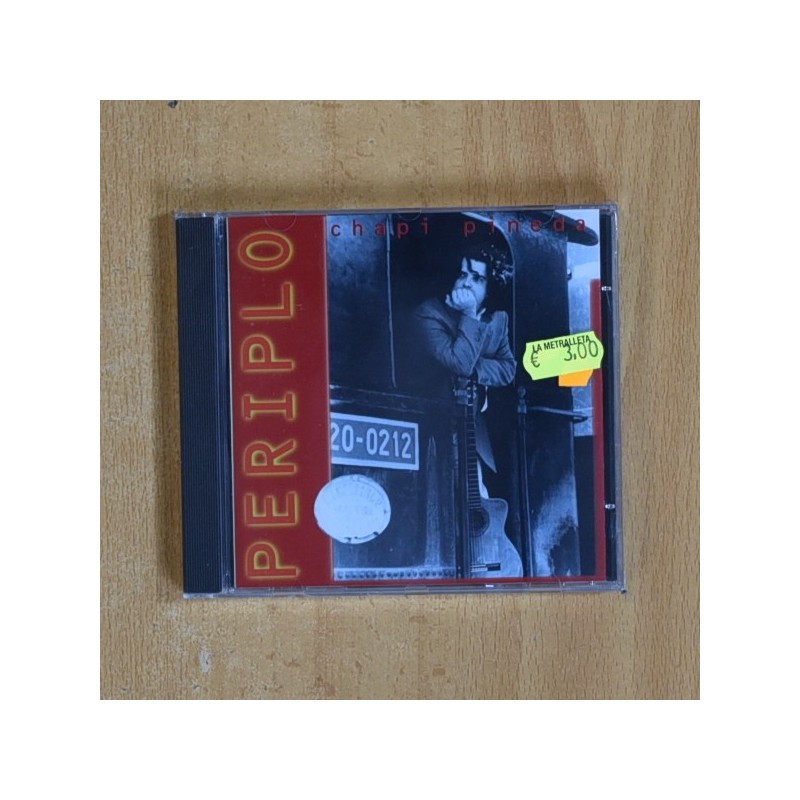 PERIPLO
chapi pineda
LA METRALLETA
€ 3,00
20-0212